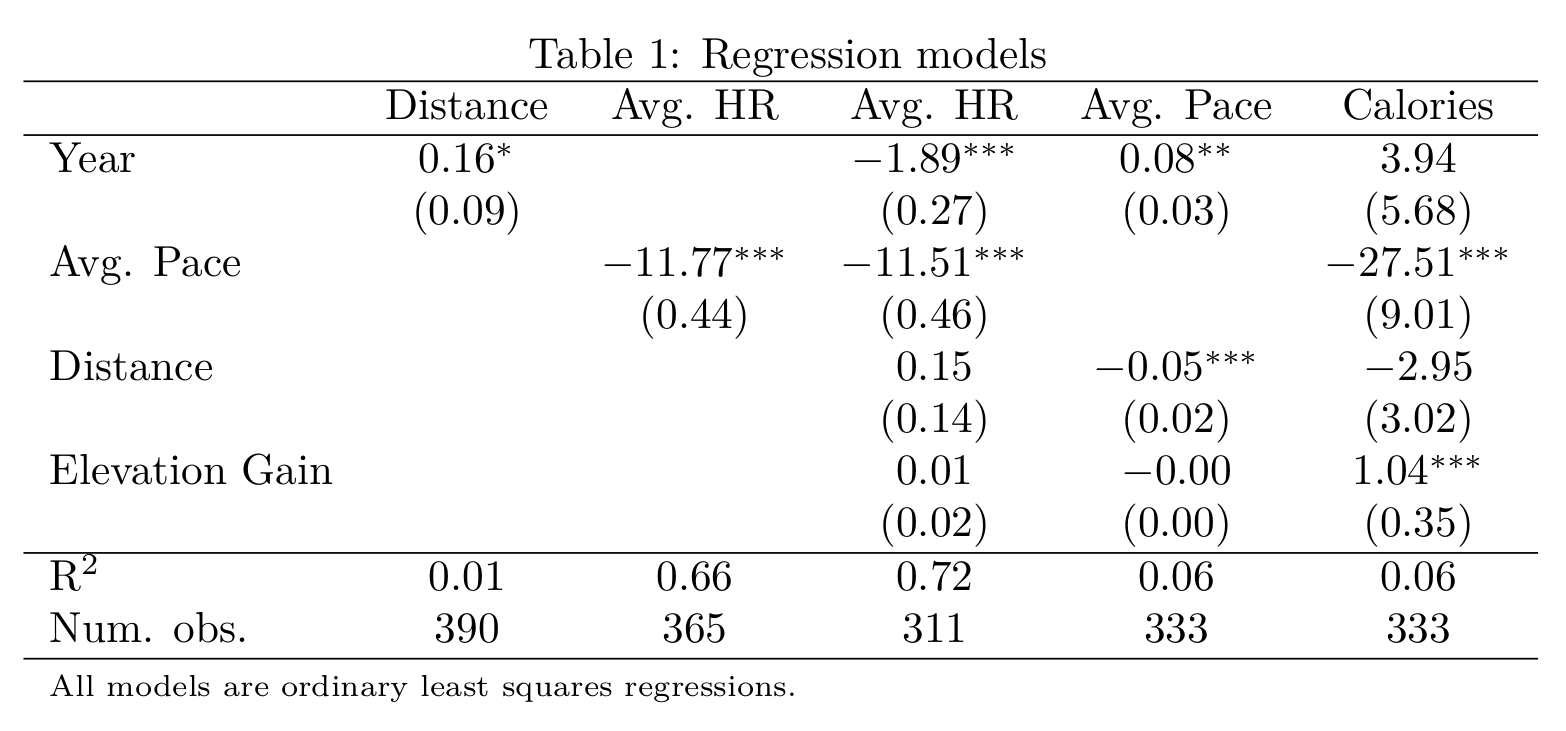 Table 1: Regression models
Distance Avg. HR Avg. HR Avg. Pace Calories
Year 0.16* −1.89*** 0.08** 3.94
(0.09) (0.27) (0.03) (5.68)
Avg. Pace −11.77*** −11.51*** −27.51***
(0.44) (0.46) (9.01)
Distance 0.15 −0.05*** −2.95
(0.14) (0.02) (3.02)
Elevation Gain 0.01 −0.00 1.04***
(0.02) (0.00) (0.35)
R² 0.01 0.66 0.72 0.06 0.06
Num. obs. 390 365 311 333 333
All models are ordinary least squares regressions.